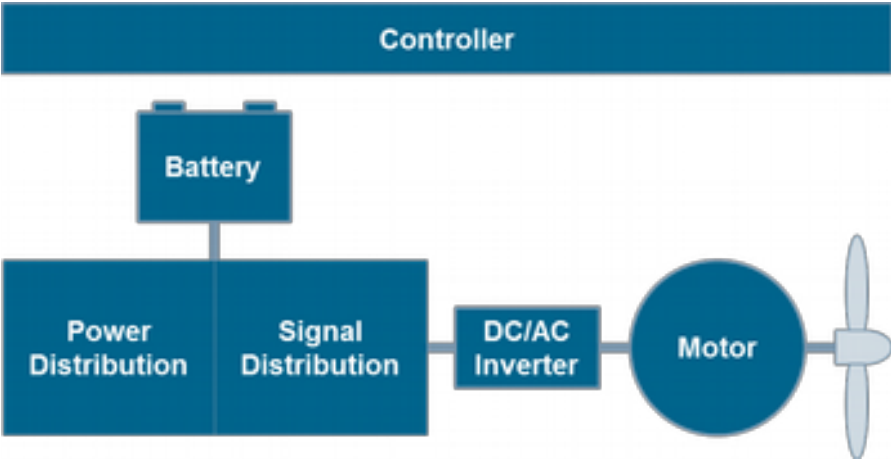 Controller
Battery
Power
Distribution
Signal
Distribution
DC/AC
Inverter
Motor